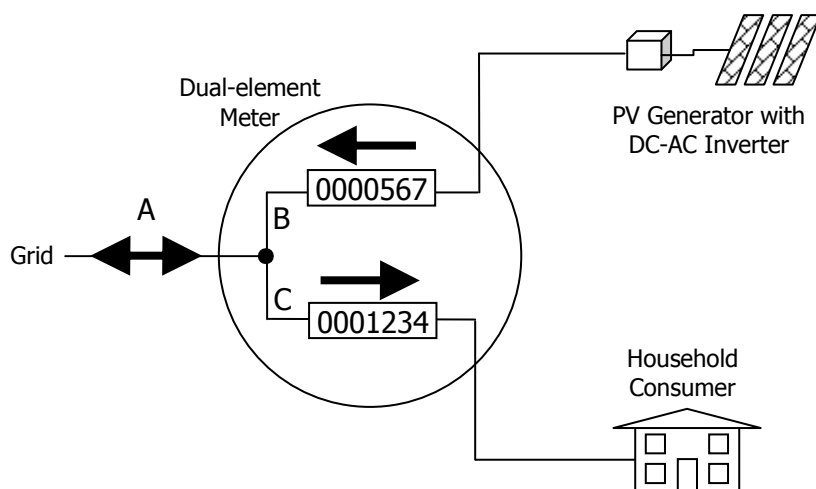 Dual-element
Meter
PV Generator with
DC-AC Inverter
0000567
A
B
Grid
C
0001234
Household
Consumer